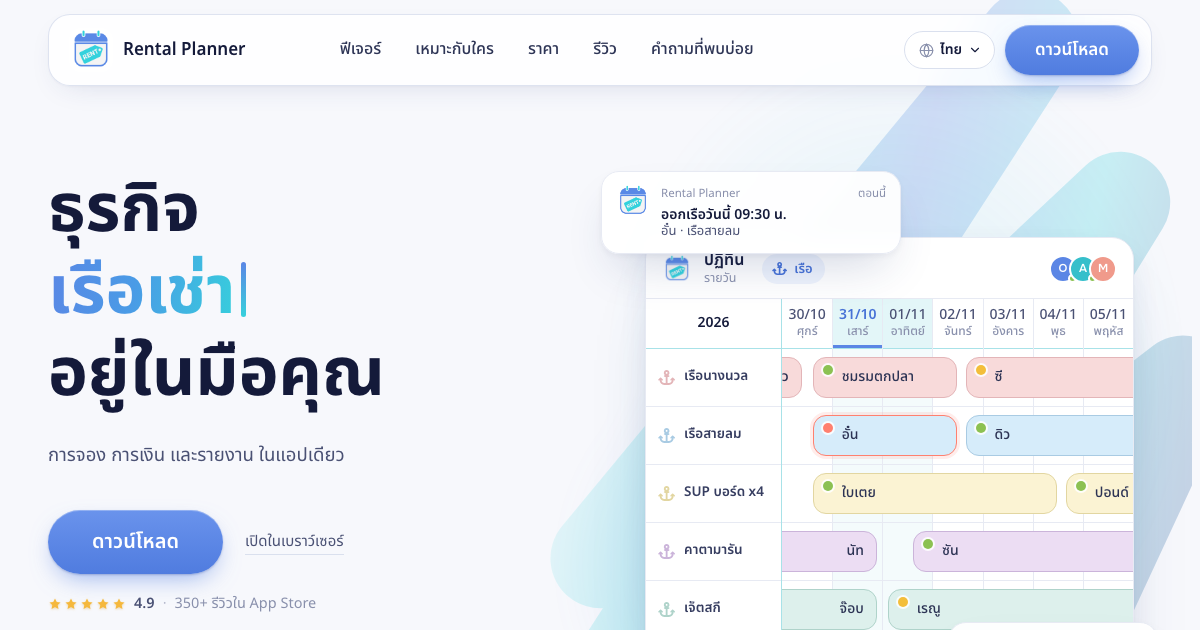 Rental Planner
ฟีเจอร์
เหมาะกับใคร
ราคา
รีวิว
คำถามที่พบบ่อย
ไทย
ดาวน์โหลด
ธุรกิจ
เรือเช่า
อยู่ในมือคุณ
การจอง การเงิน และรายงาน ในแอปเดียว
ดาวน์โหลด
เปิดในเบราว์เซอร์
4.9 · 350+ รีวิวใน App Store
Rental Planner ตอนนี้
ออกเรือวันนี้ 09:30 น.
อั๋น · เรือสายลม
ปฏิทิน
รายวัน
เรือ
O A M
2026
30/10 31/10 01/11 02/11 03/11 04/11 05/11
ศุกร์ เสาร์ อาทิตย์ จันทร์ อังคาร พุธ พฤหัส
เรือนางนวล ว ชมรมตกปลา ซี
เรือสายลม อั๋น ดิว
SUP บอร์ด x4 ใบเตย ปอนด์
คาตามารัน นัท ซัน
เจ็ตสกี จ๊อบ เรณู